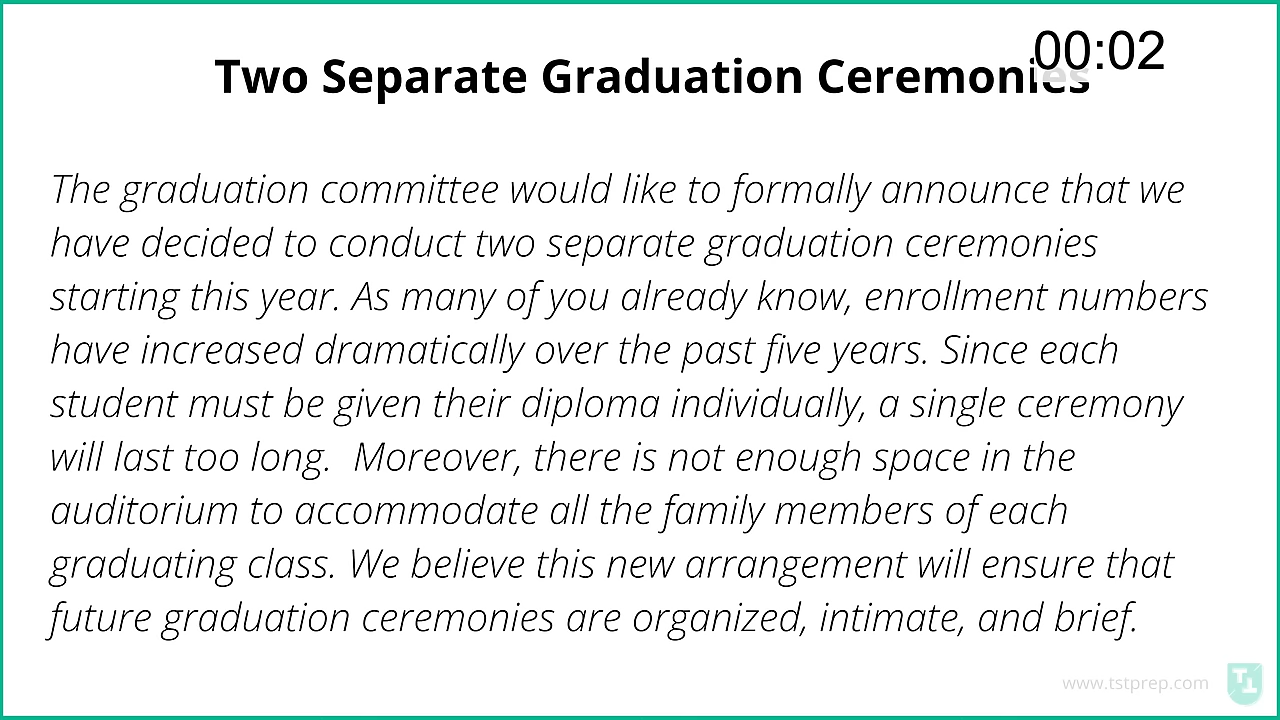 00:02
Two Separate Graduation Ceremonies
The graduation committee would like to formally announce that we
have decided to conduct two separate graduation ceremonies
starting this year. As many of you already know, enrollment numbers
have increased dramatically over the past five years. Since each
student must be given their diploma individually, a single ceremony
will last too long.  Moreover, there is not enough space in the
auditorium to accommodate all the family members of each
graduating class. We believe this new arrangement will ensure that
future graduation ceremonies are organized, intimate, and brief.
www.tstprep.com